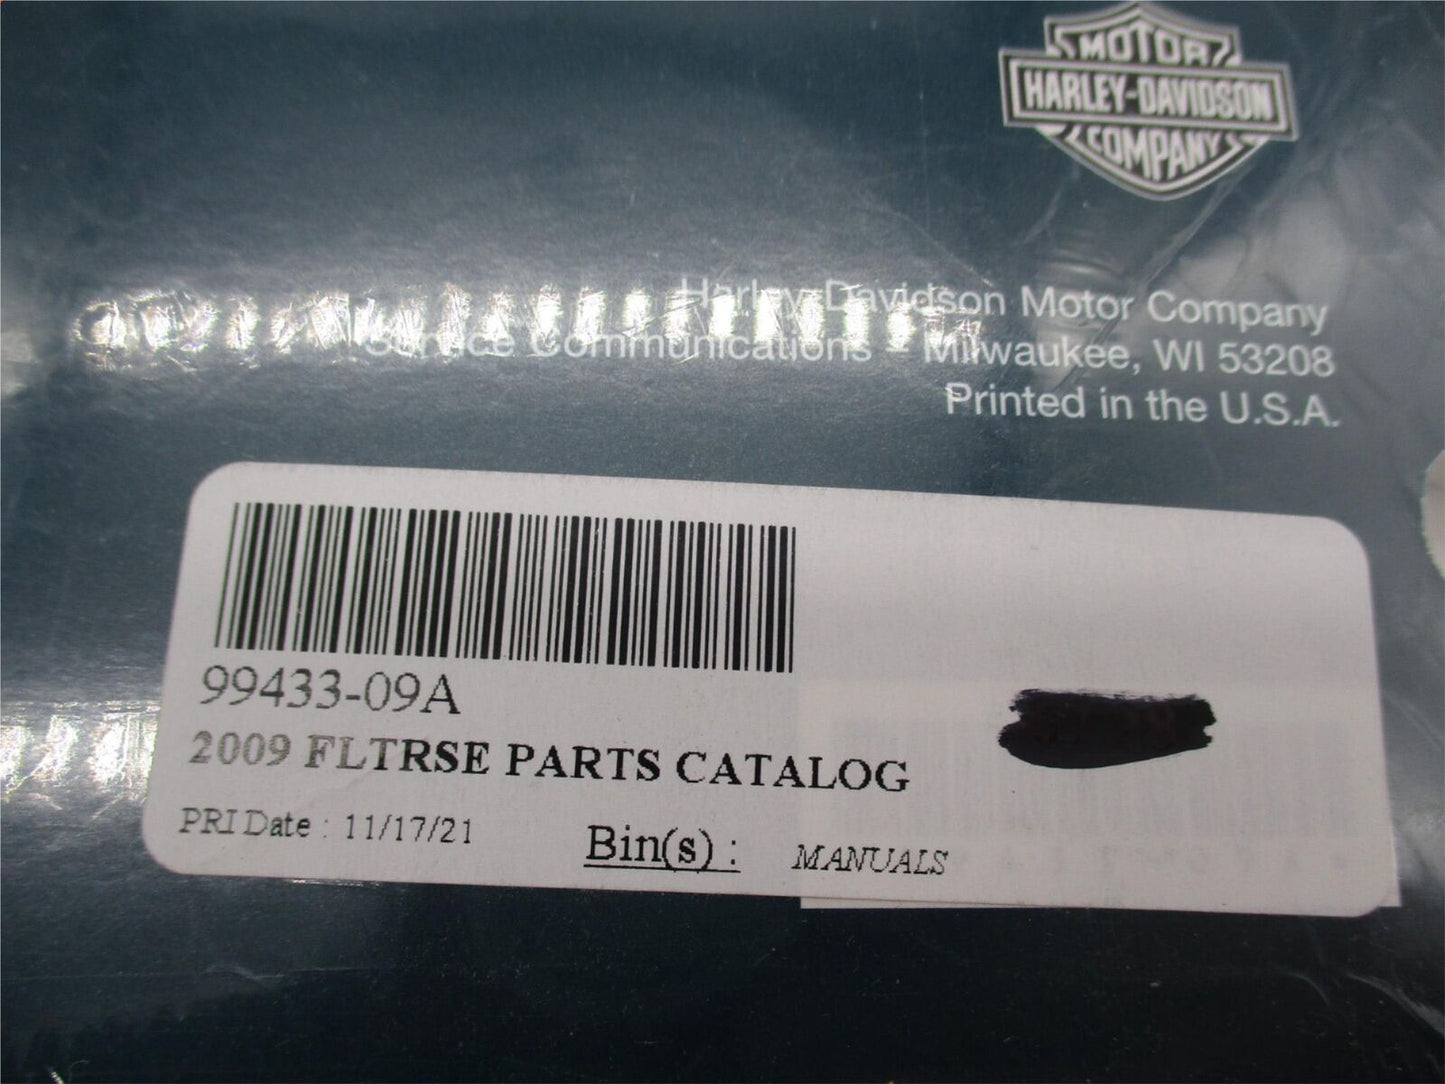 MOTOR
HARLEY-DAVIDSON
COMPANY
Harley-Davidson Motor Company
Service Communications - Milwaukee, WI 53208
Printed in the U.S.A.
99433-09A
2009 FLTRSE PARTS CATALOG
PRI Date : 11/17/21
Bin(s) : MANUALS